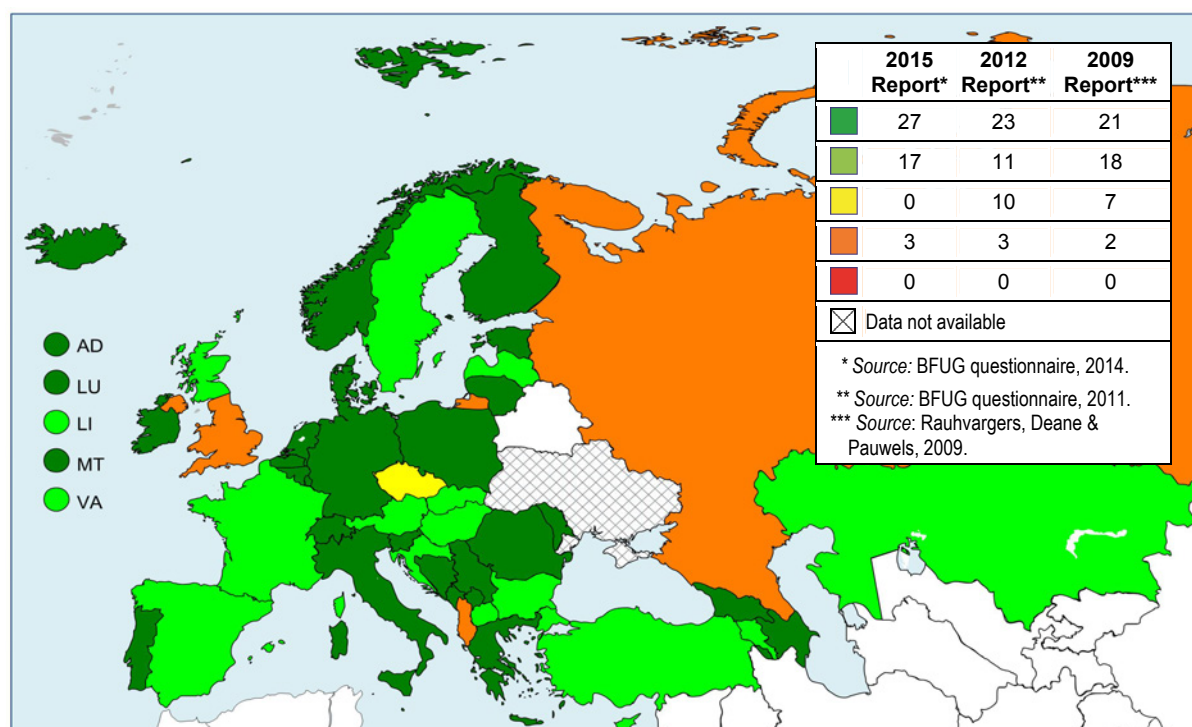 2015 Report*
2012 Report**
2009 Report***
27 23 21
17 11 18
0 10 7
3 3 2
0 0 0
Data not available
* Source: BFUG questionnaire, 2014.
** Source: BFUG questionnaire, 2011.
*** Source: Rauhvargers, Deane &
Pauwels, 2009.
AD
LU
LI
MT
VA